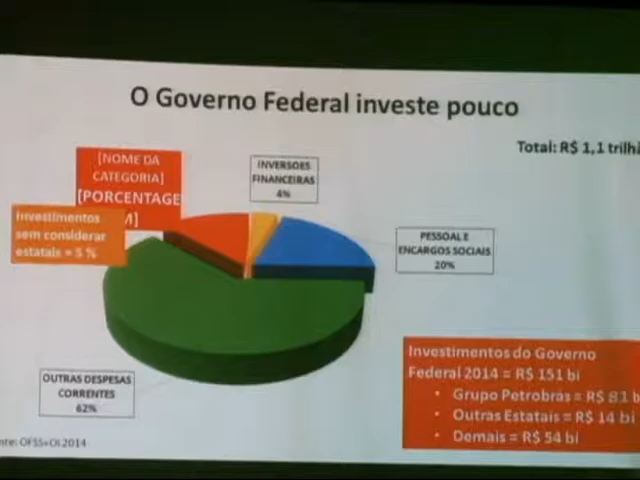 O Governo Federal investe pouco
Total: R$ 1,1 trilhã
[NOME DA
CATEGORIA]
[PORCENTAGE
M]
INVERSOES
FINANCEIRAS
4%
Investimentos
sem considerar
estatais = 5 %
PESSOAL E
ENCARGOS SOCIAIS
20%
OUTRAS DESPESAS
CORRENTES
62%
Investimentos do Governo
Federal 2014 = R$ 151 bi
• Grupo Petrobras = R$ 81 b
• Outras Estatais = R$ 14 bi
• Demais = R$ 54 bi
nte: OFSS+OI 2014